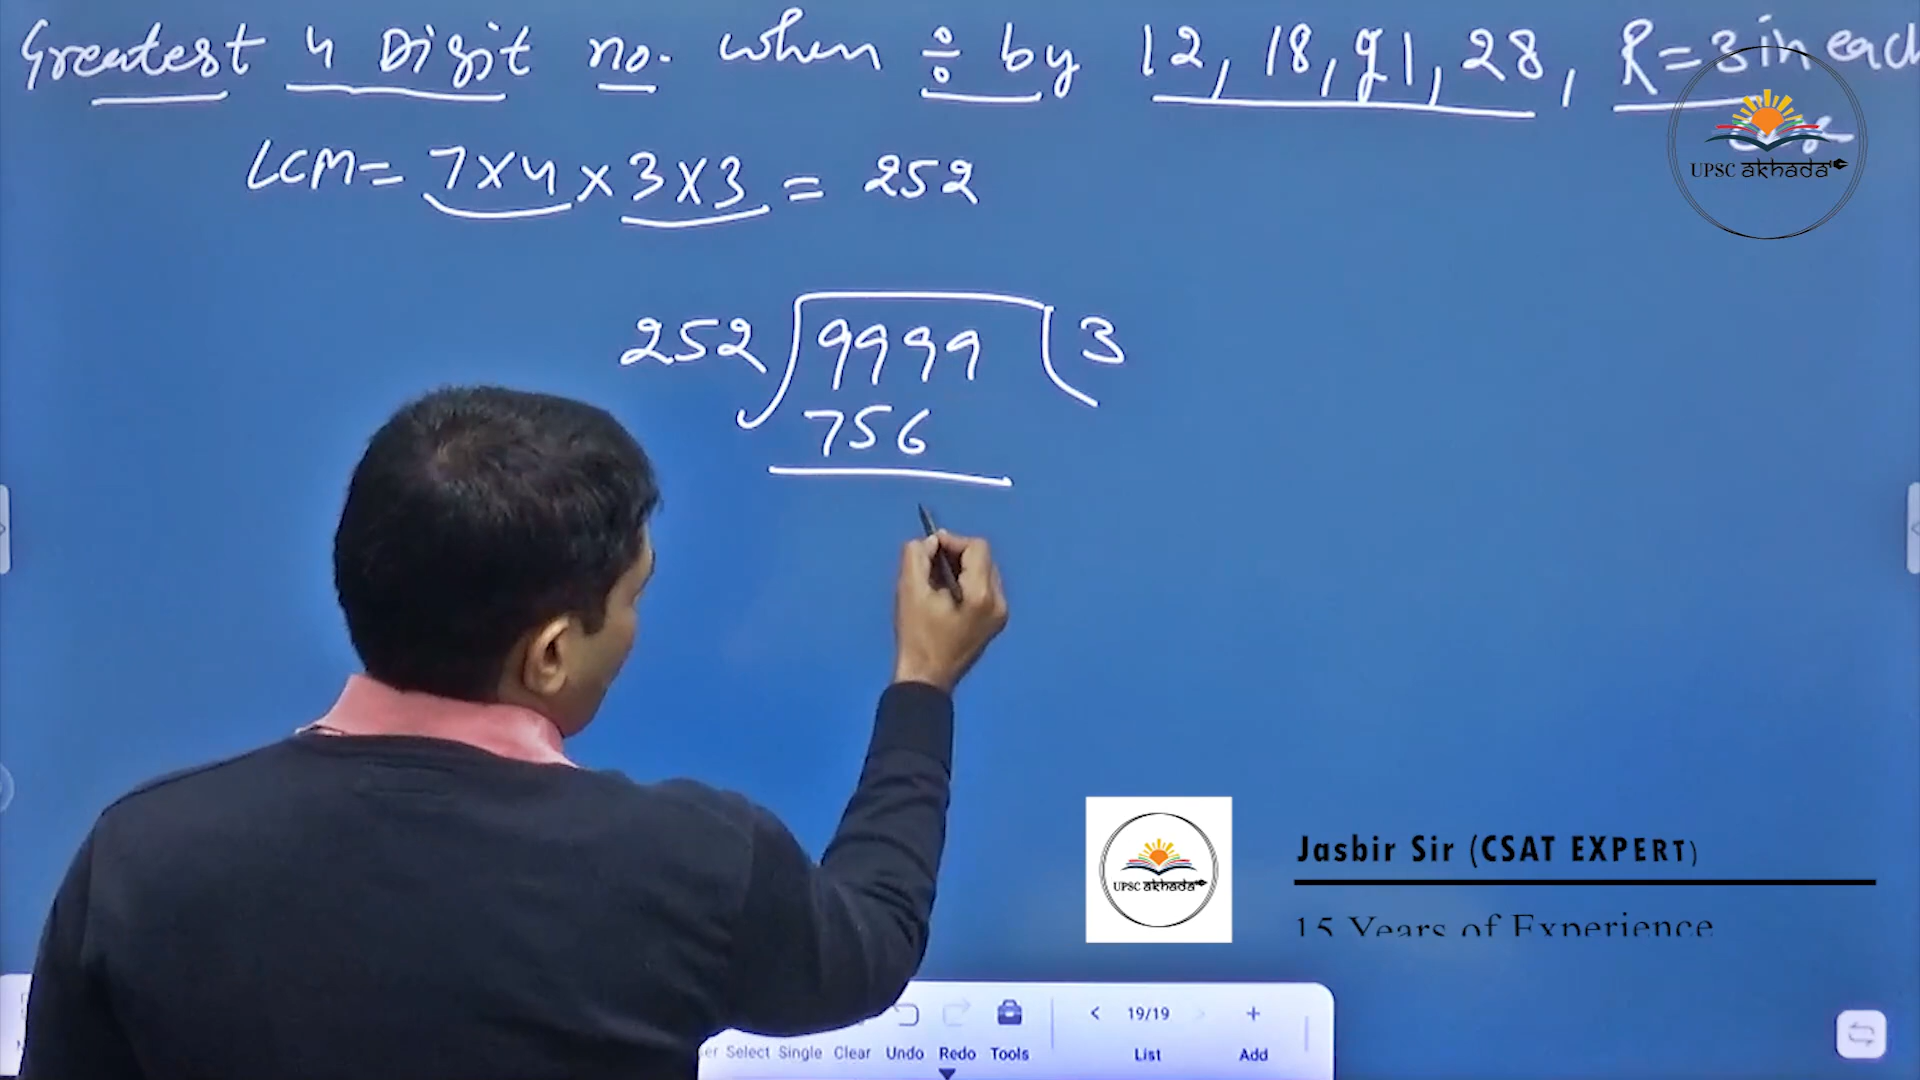 Greatest 4 Digit no. when ÷ by 12, 18, 21, 28, R=3 in each
LCM= 7×4×3×3 = 252
UPSC akhada
252 9999 3
756
UPSC akhada
Jasbir Sir (CSAT EXPERT)
15 Years of Experience
Select Single Clear Undo Redo Tools
< 19/19 > +
List Add